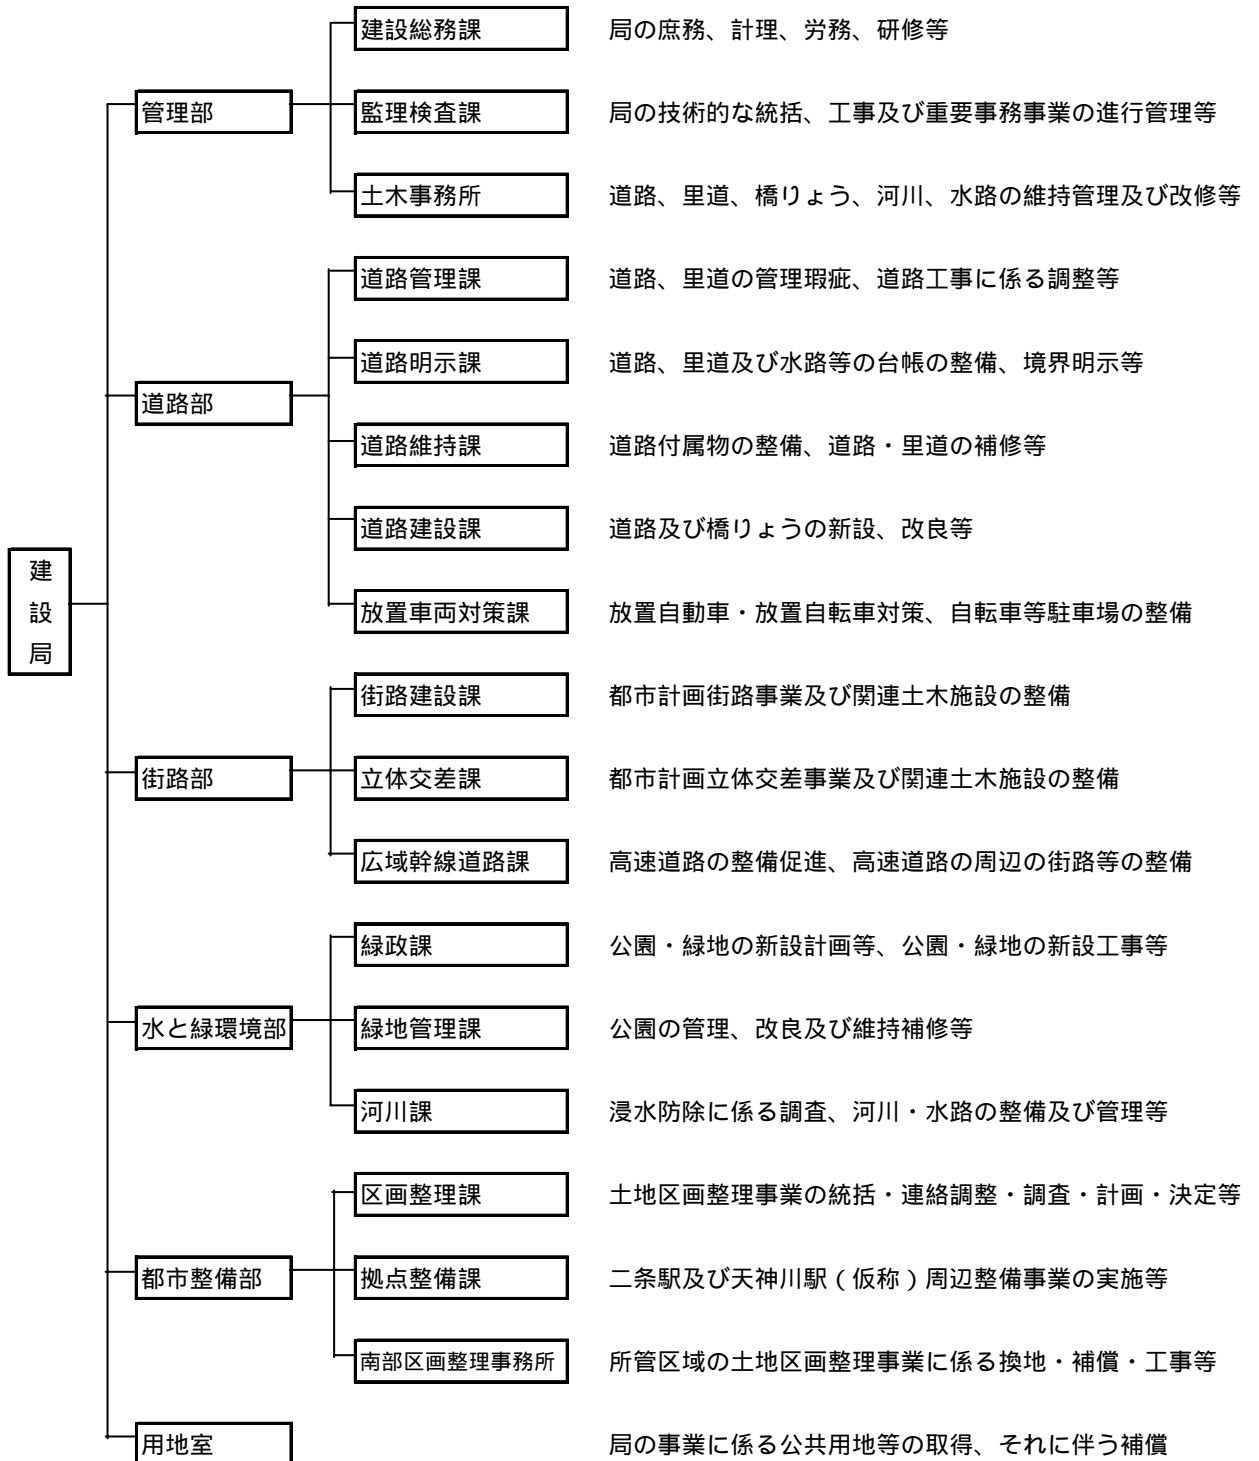 建設総務課 局の庶務、計理、労務、研修等
管理部 監理検査課 局の技術的な統括、工事及び重要事務事業の進行管理等
土木事務所 道路、里道、橋りょう、河川、水路の維持管理及び改修等
道路管理課 道路、里道の管理瑕疵、道路工事に係る調整等
道路明示課 道路、里道及び水路等の台帳の整備、境界明示等
道路部
道路維持課 道路付属物の整備、道路・里道の補修等
道路建設課 道路及び橋りょうの新設、改良等
建
設
局
放置車両対策課 放置自動車・放置自転車対策、自転車等駐車場の整備
街路建設課 都市計画街路事業及び関連土木施設の整備
街路部 立体交差課 都市計画立体交差事業及び関連土木施設の整備
広域幹線道路課 高速道路の整備促進、高速道路の周辺の街路等の整備
緑政課 公園・緑地の新設計画等、公園・緑地の新設工事等
水と緑環境部 緑地管理課 公園の管理、改良及び維持補修等
河川課 浸水防除に係る調査、河川・水路の整備及び管理等
区画整理課 土地区画整理事業の統括・連絡調整・調査・計画・決定等
都市整備部 拠点整備課 二条駅及び天神川駅(仮称)周辺整備事業の実施等
南部区画整理事務所 所管区域の土地区画整理事業に係る換地・補償・工事等
用地室 局の事業に係る公共用地等の取得、それに伴う補償